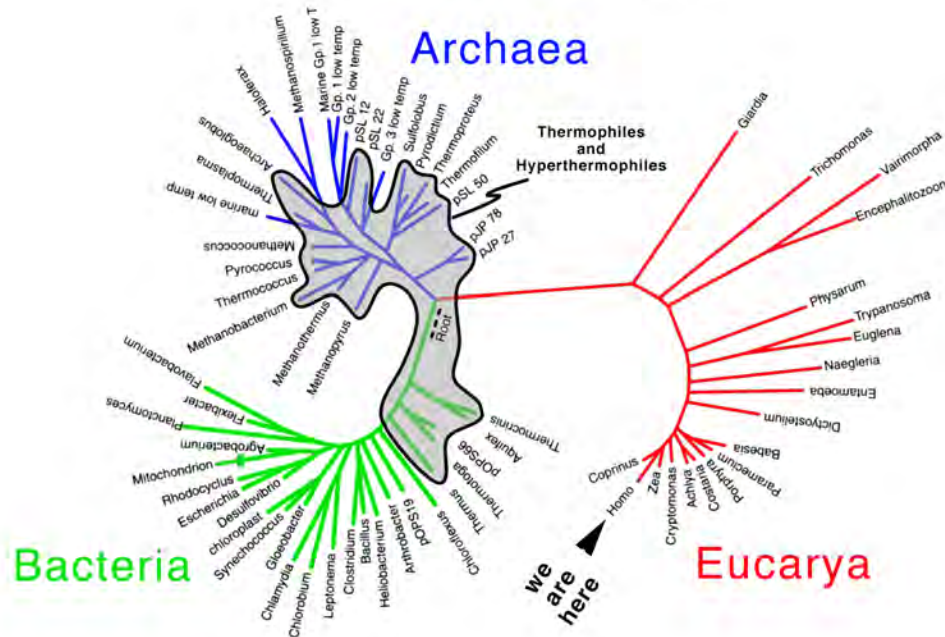 Archaea
Haloferax
Methanospirillum
Marine Gp.1 low T
Gp. 1 low temp
Gp. 2 low temp
pSL 12
pSL 22
Gp. 3 low temp
Sulfolobus
Pyrodictium
Thermoproteus
Thermofilum
pSL 50
pJP 78
pJP 27
Archaeoglobus
Thermoplasma
marine low temp
Methanococcus
Pyrococcus
Thermococcus
Methanobacterium
Methanothermus
Methanopyrus
Thermophiles
and
Hyperthermophiles
Root
Giardia
Trichomonas
Vairimorpha
Encephalitozoon
Physarum
Trypanosoma
Euglena
Naegleria
Entamoeba
Dictyostelium
Babesia
Paramecium
Porphyra
Costaria
Achlya
Cryptomonas
Zea
Homo
Coprinus
we
are
here
Eucarya
Flavobacterium
Flexibacter
Planctomyces
Agrobacterium
Mitochondrion
Rhodocyclus
Escherichia
Desulfovibrio
chloroplast
Synechococcus
Gloeobacter
Chlamydia
Chlorobium
Leptonema
Clostridium
Bacillus
Heliobacterium
Arthrobacter
pOPS19
Chloroflexus
Thermus
Thermotoga
pOPS66
Aquifex
Thermocrinis
Bacteria